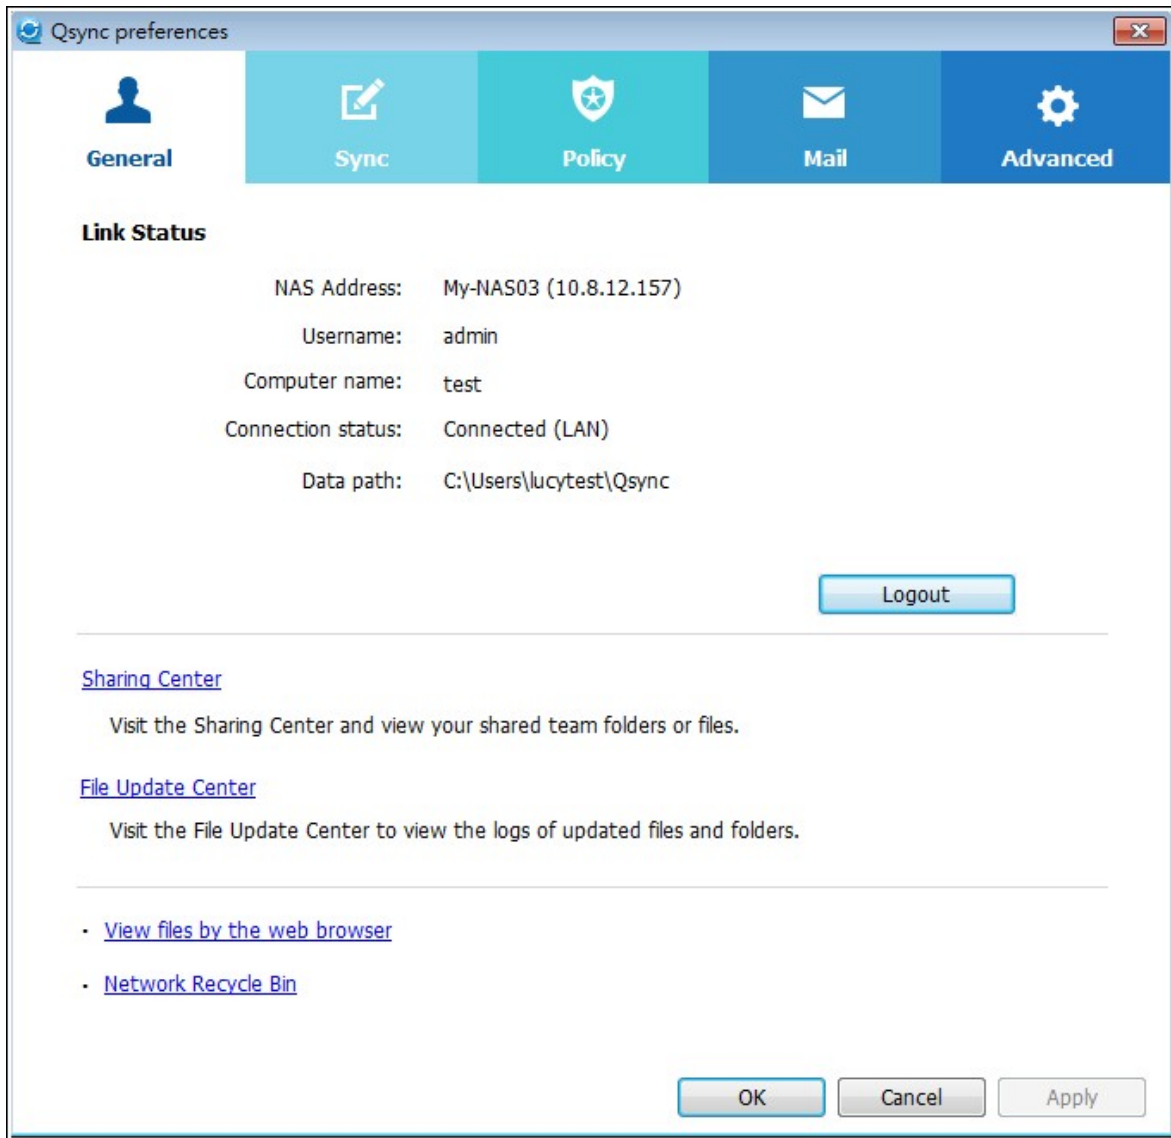 Qsync preferences
General Sync Policy Mail Advanced
Link Status
NAS Address: My-NAS03 (10.8.12.157)
Username: admin
Computer name: test
Connection status: Connected (LAN)
Data path: C:\Users\lucytest\Qsync
Logout
Sharing Center
Visit the Sharing Center and view your shared team folders or files.
File Update Center
Visit the File Update Center to view the logs of updated files and folders.
· View files by the web browser
· Network Recycle Bin
OK Cancel Apply